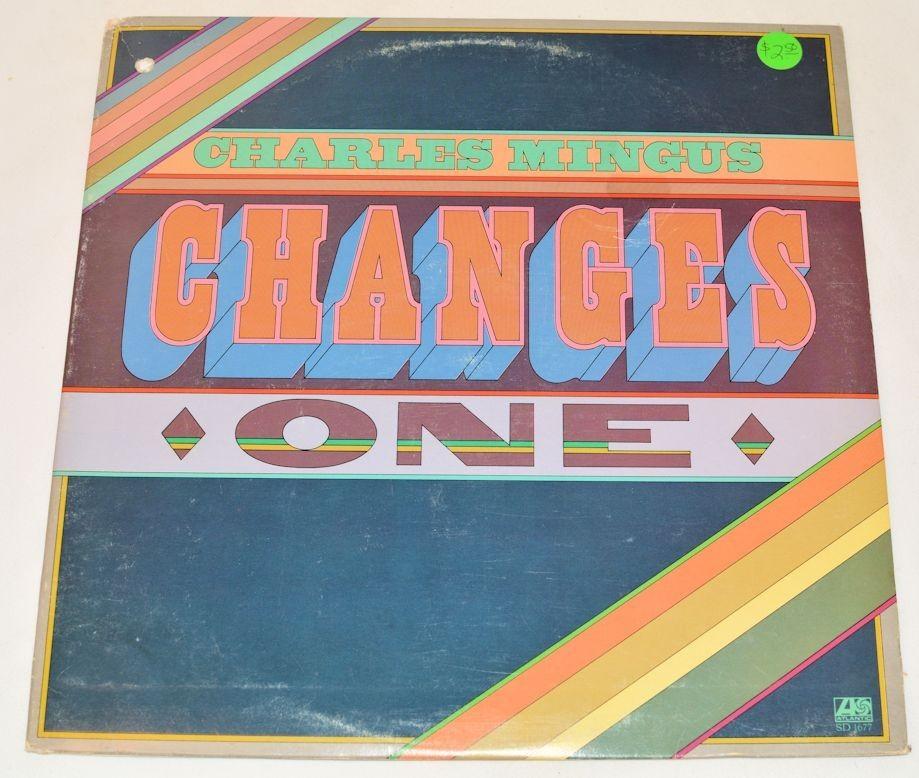 $2.50
CHARLES MINGUS
CHANGES
ONE
ATLANTIC
SD 1677